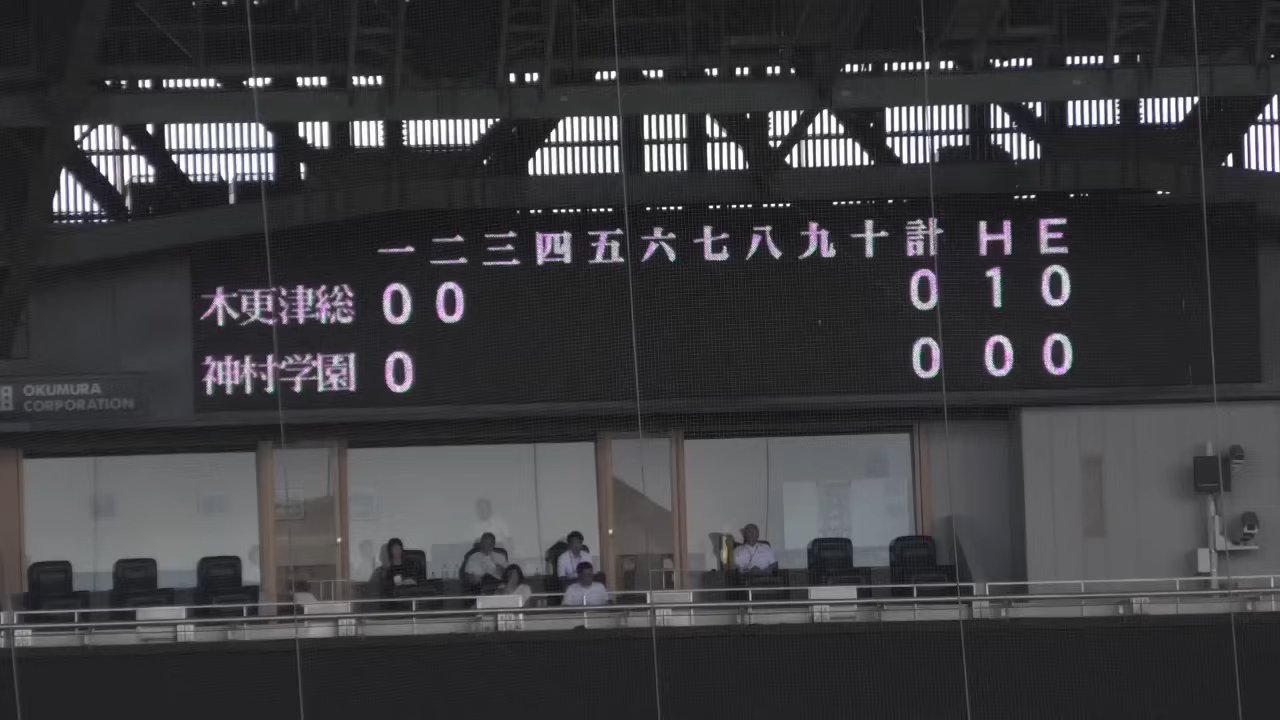 一 二 三 四 五 六 七 八 九 十 計 H E
木更津総 0 0 0 1 0
神村学園 0 0 0 0
OKUMURA
CORPORATION